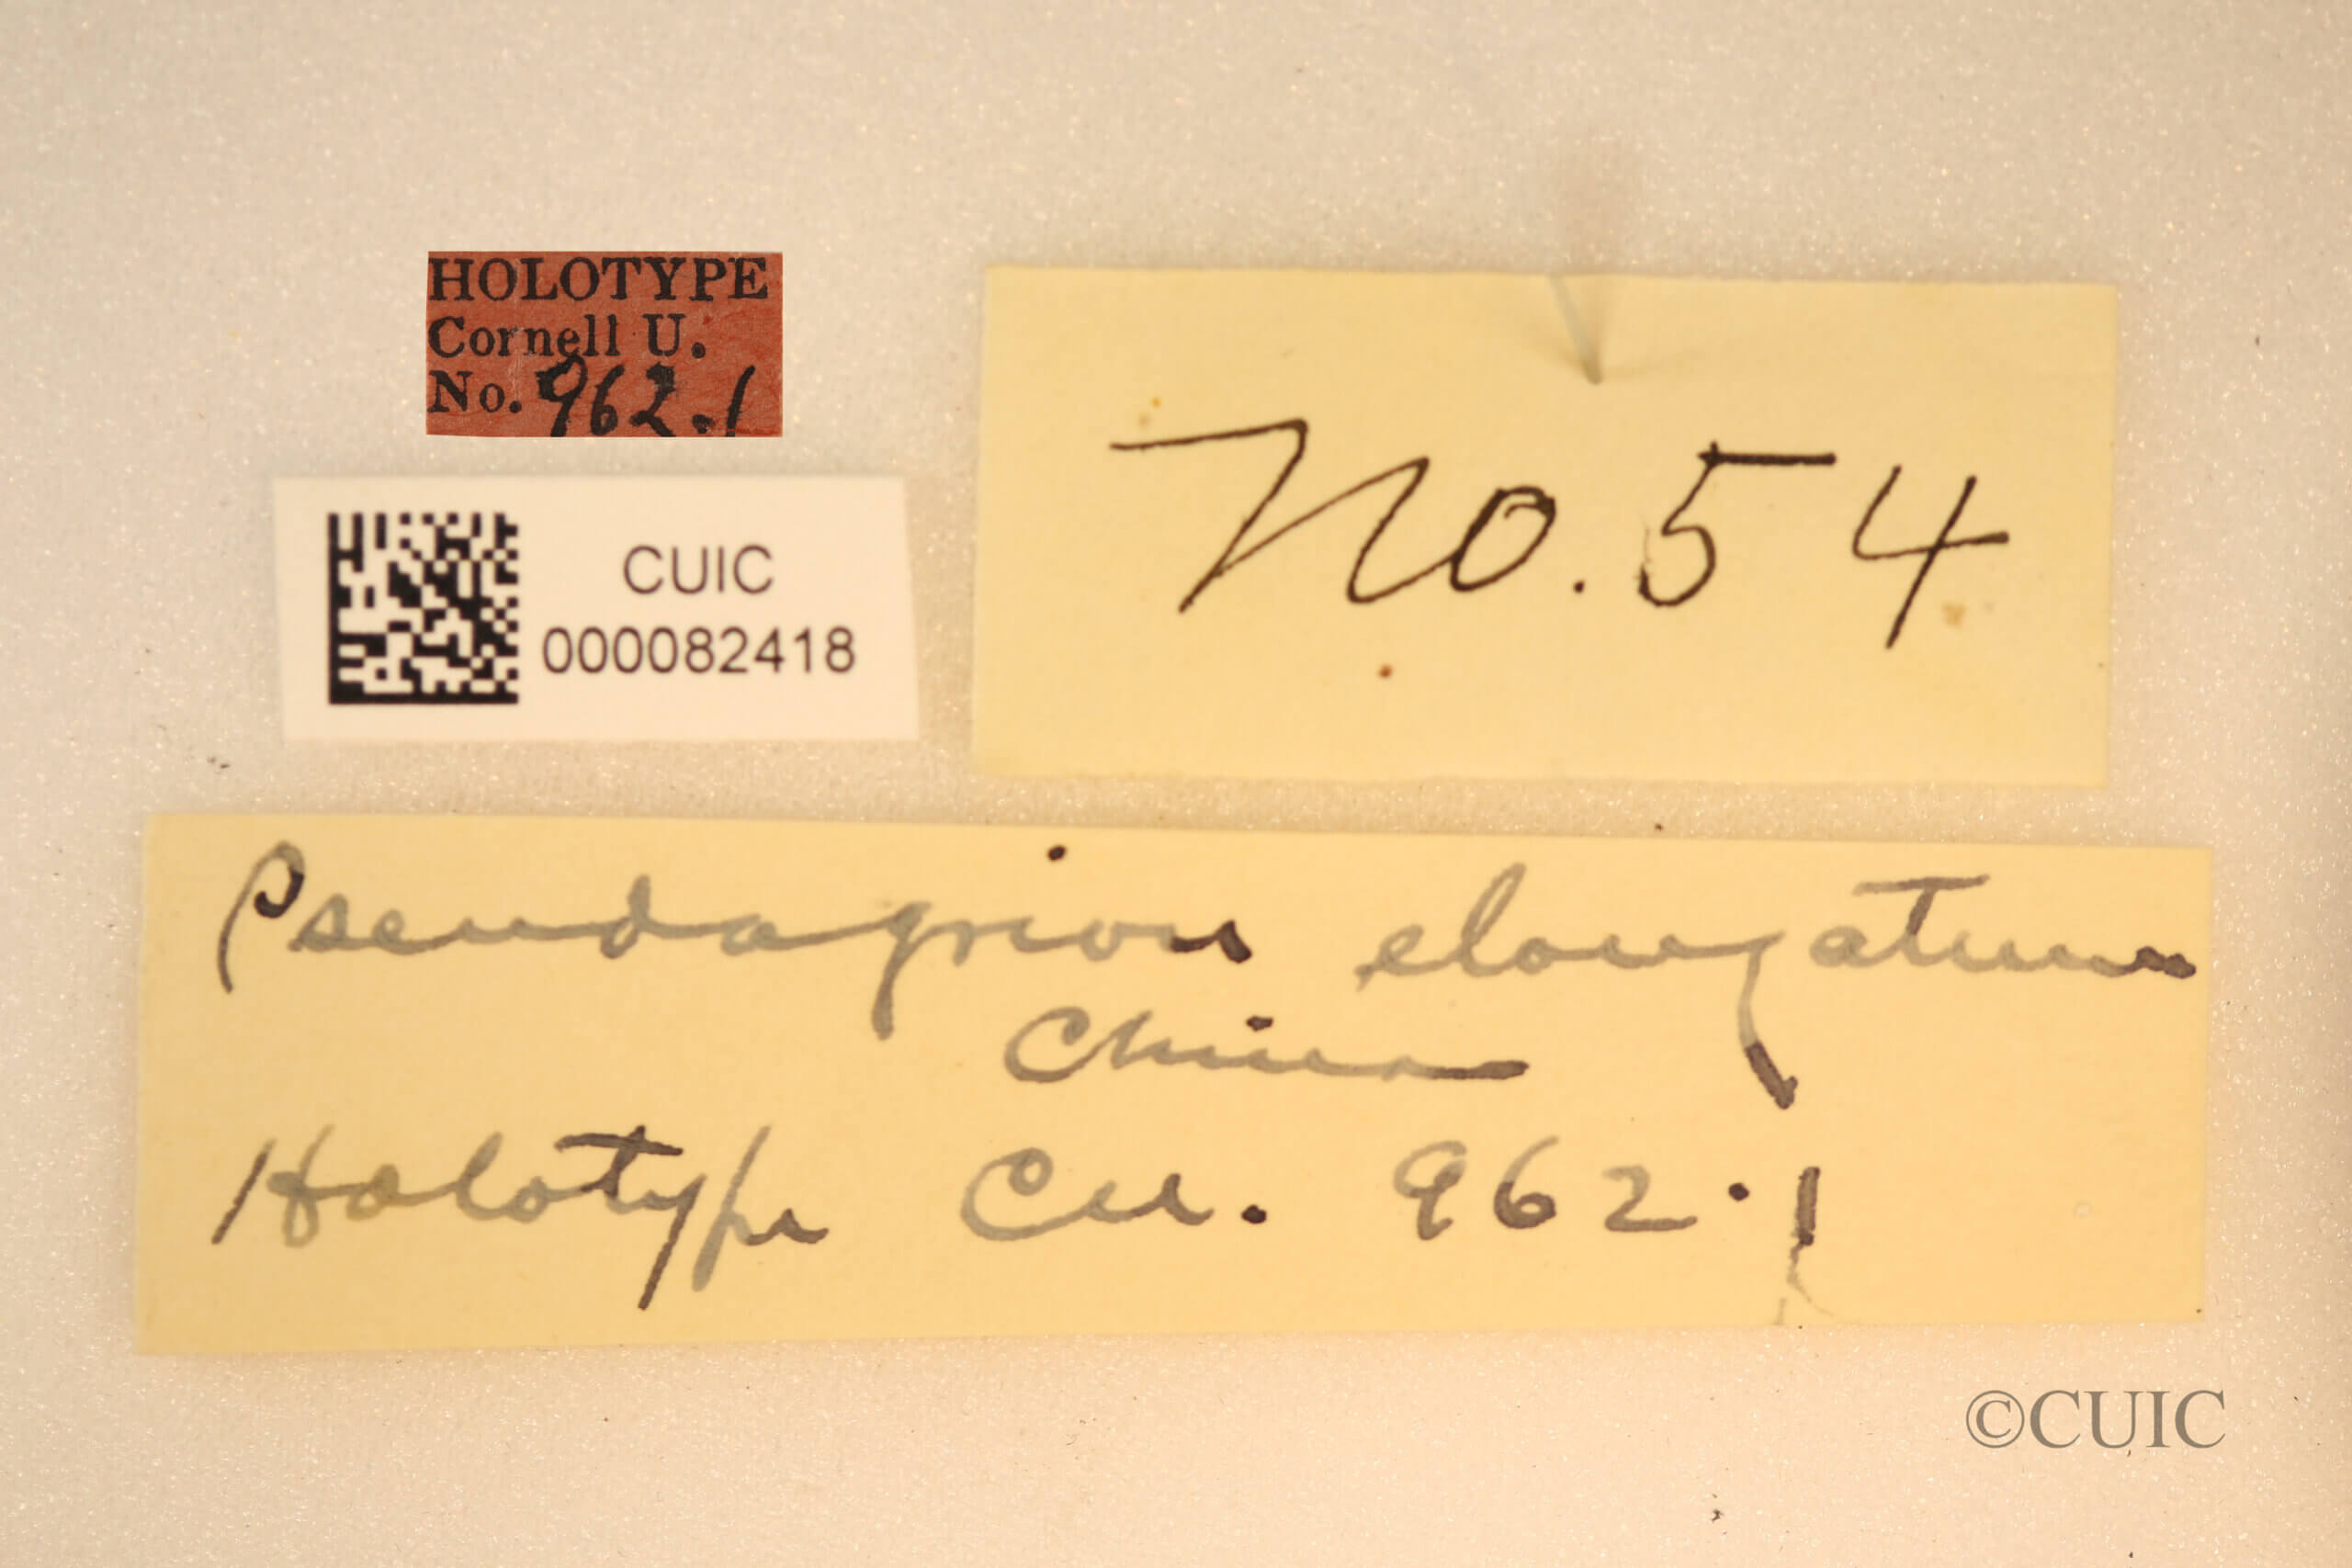 HOLOTYPE
Cornell U.
No. 962.1
CUIC
000082418
No. 54
Pseudagrion elongatum
China
Holotype Cu. 962.1
©CUIC